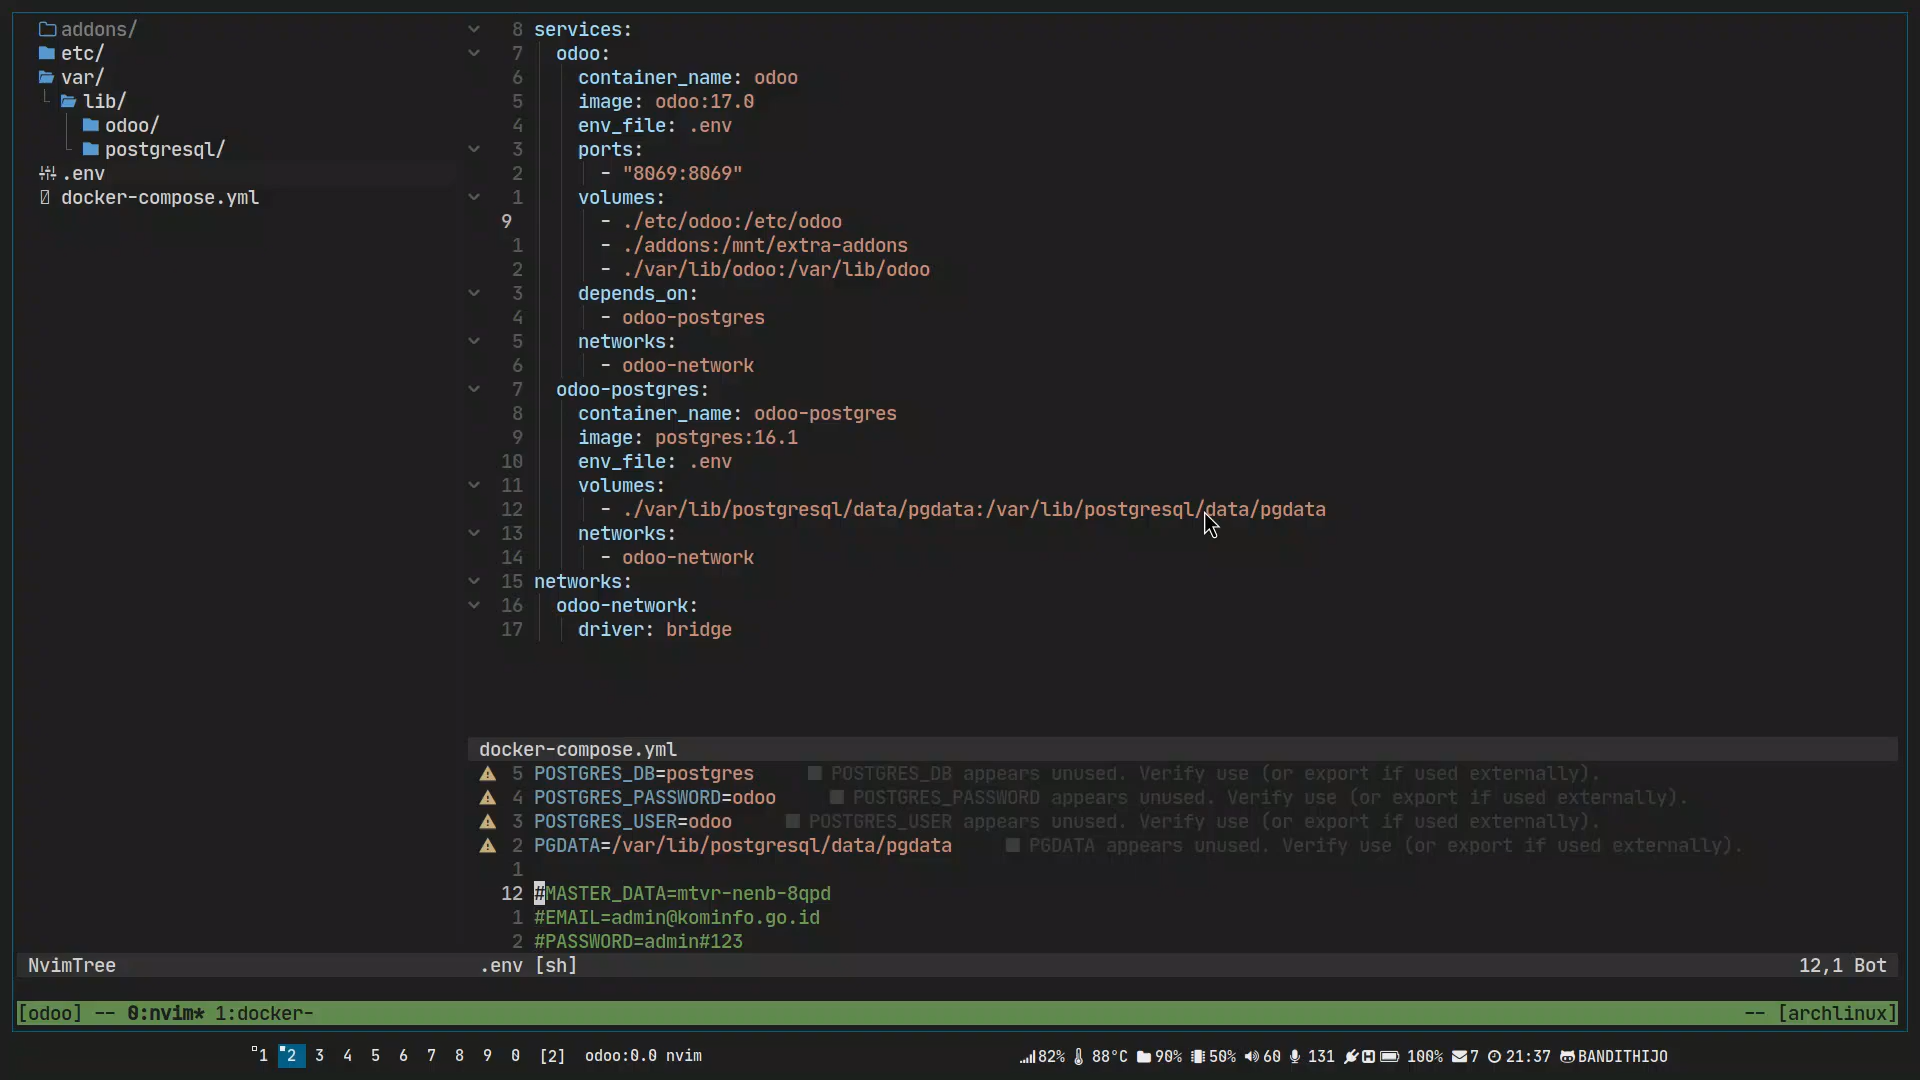 addons/
etc/
var/
lib/
odoo/
postgresql/
.env
docker-compose.yml
8 services:
7 odoo:
6 container_name: odoo
5 image: odoo:17.0
4 env_file: .env
3 ports:
2 - "8069:8069"
1 volumes:
9 - ./etc/odoo:/etc/odoo
1 - ./addons:/mnt/extra-addons
2 - ./var/lib/odoo:/var/lib/odoo
3 depends_on:
4 - odoo-postgres
5 networks:
6 - odoo-network
7 odoo-postgres:
8 container_name: odoo-postgres
9 image: postgres:16.1
10 env_file: .env
11 volumes:
12 - ./var/lib/postgresql/data/pgdata:/var/lib/postgresql/data/pgdata
13 networks:
14 - odoo-network
15 networks:
16 odoo-network:
17 driver: bridge
docker-compose.yml
5 POSTGRES_DB=postgres ■ POSTGRES_DB appears unused. Verify use (or export if used externally).
4 POSTGRES_PASSWORD=odoo ■ POSTGRES_PASSWORD appears unused. Verify use (or export if used externally).
3 POSTGRES_USER=odoo ■ POSTGRES_USER appears unused. Verify use (or export if used externally).
2 PGDATA=/var/lib/postgresql/data/pgdata ■ PGDATA appears unused. Verify use (or export if used externally).
1
12 #MASTER_DATA=mtvr-nenb-8qpd
1 #EMAIL=admin@kominfo.go.id
2 #PASSWORD=admin#123
NvimTree .env [sh] 12,1 Bot
[odoo] -- 0:nvim* 1:docker- -- [archlinux]
1 2 3 4 5 6 7 8 9 0 [2] odoo:0.0 nvim 82% 88°C 90% 50% 60 131 H 100% 7 21:37 BANDITHIJO